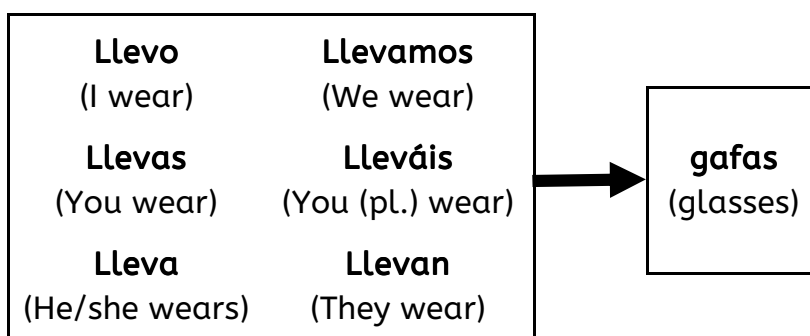 Llevo
(I wear)
Llevamos
(We wear)
Llevas
(You wear)
Lleváis
(You (pl.) wear)
Lleva
(He/she wears)
Llevan
(They wear)
gafas
(glasses)